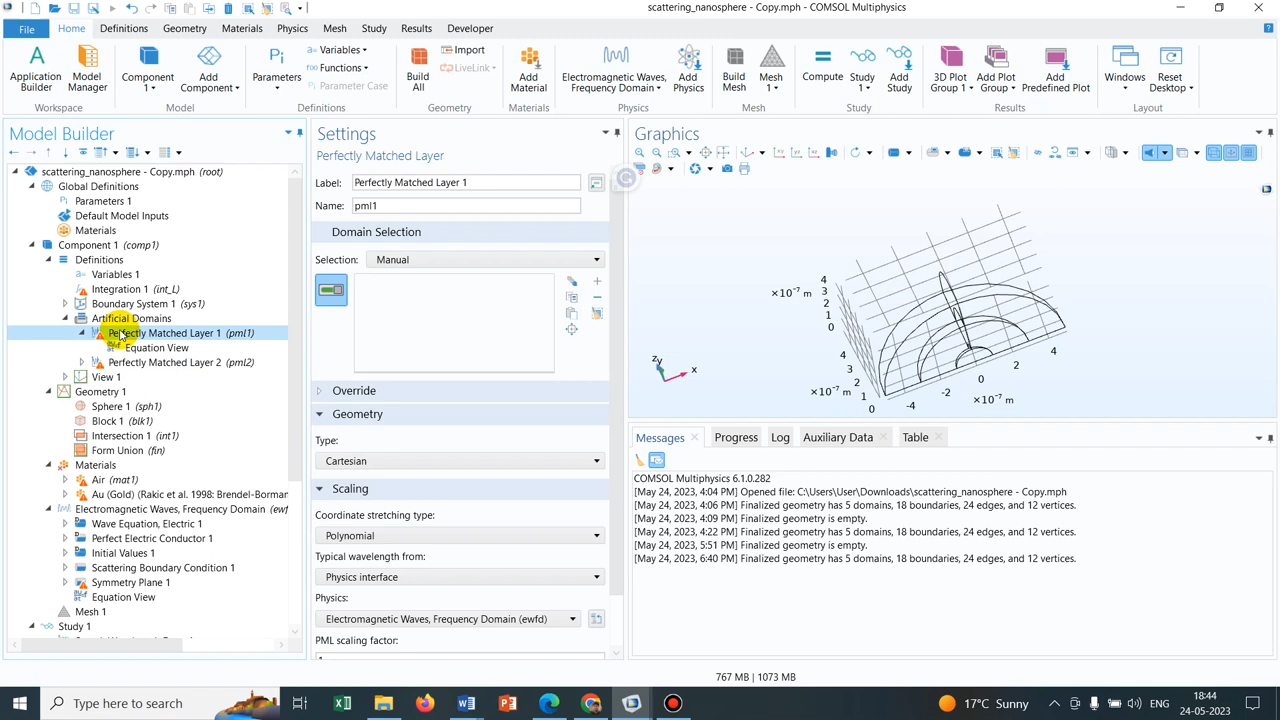 scattering_nanosphere - Copy.mph - COMSOL Multiphysics
File Home Definitions Geometry Materials Physics Mesh Study Results Developer
Application Builder
Model Manager
Workspace
Component 1
Add Component
Model
Parameters
Variables
Functions
Parameter Case
Definitions
Build All
Import
LiveLink
Geometry
Add Material
Materials
Electromagnetic Waves, Frequency Domain
Add Physics
Physics
Build Mesh
Mesh 1
Mesh
Compute
Study 1
Add Study
Study
3D Plot Group 1
Add Plot Group
Add Predefined Plot
Results
Windows
Reset Desktop
Layout
Model Builder
scattering_nanosphere - Copy.mph (root)
Global Definitions
Parameters 1
Default Model Inputs
Materials
Component 1 (comp1)
Definitions
Variables 1
Integration 1 (int_L)
Boundary System 1 (sys1)
Artificial Domains
Perfectly Matched Layer 1 (pml1)
Equation View
Perfectly Matched Layer 2 (pml2)
View 1
Geometry 1
Sphere 1 (sph1)
Block 1 (blk1)
Intersection 1 (int1)
Form Union (fin)
Materials
Air (mat1)
Au (Gold) (Rakic et al. 1998: Brendel-Borman
Electromagnetic Waves, Frequency Domain (ewf
Wave Equation, Electric 1
Perfect Electric Conductor 1
Initial Values 1
Scattering Boundary Condition 1
Symmetry Plane 1
Equation View
Mesh 1
Study 1
Settings
Perfectly Matched Layer
Label: Perfectly Matched Layer 1
Name: pml1
Domain Selection
Selection: Manual
Override
Geometry
Type:
Cartesian
Scaling
Coordinate stretching type:
Polynomial
Typical wavelength from:
Physics interface
Physics:
Electromagnetic Waves, Frequency Domain (ewfd)
PML scaling factor:
Graphics
×10⁻⁷ m
4
3
2
1
0
4
3
2
1
0
×10⁻⁷ m
-4
-2
0
2
4
×10⁻⁷ m
z
y
x
Messages Progress Log Auxiliary Data Table
COMSOL Multiphysics 6.1.0.282
[May 24, 2023, 4:04 PM] Opened file: C:\Users\User\Downloads\scattering_nanosphere - Copy.mph
[May 24, 2023, 4:06 PM] Finalized geometry has 5 domains, 18 boundaries, 24 edges, and 12 vertices.
[May 24, 2023, 4:09 PM] Finalized geometry is empty.
[May 24, 2023, 4:22 PM] Finalized geometry has 5 domains, 18 boundaries, 24 edges, and 12 vertices.
[May 24, 2023, 5:51 PM] Finalized geometry is empty.
[May 24, 2023, 6:40 PM] Finalized geometry has 5 domains, 18 boundaries, 24 edges, and 12 vertices.
767 MB | 1073 MB
Type here to search
17°C Sunny
ENG
18:44
24-05-2023